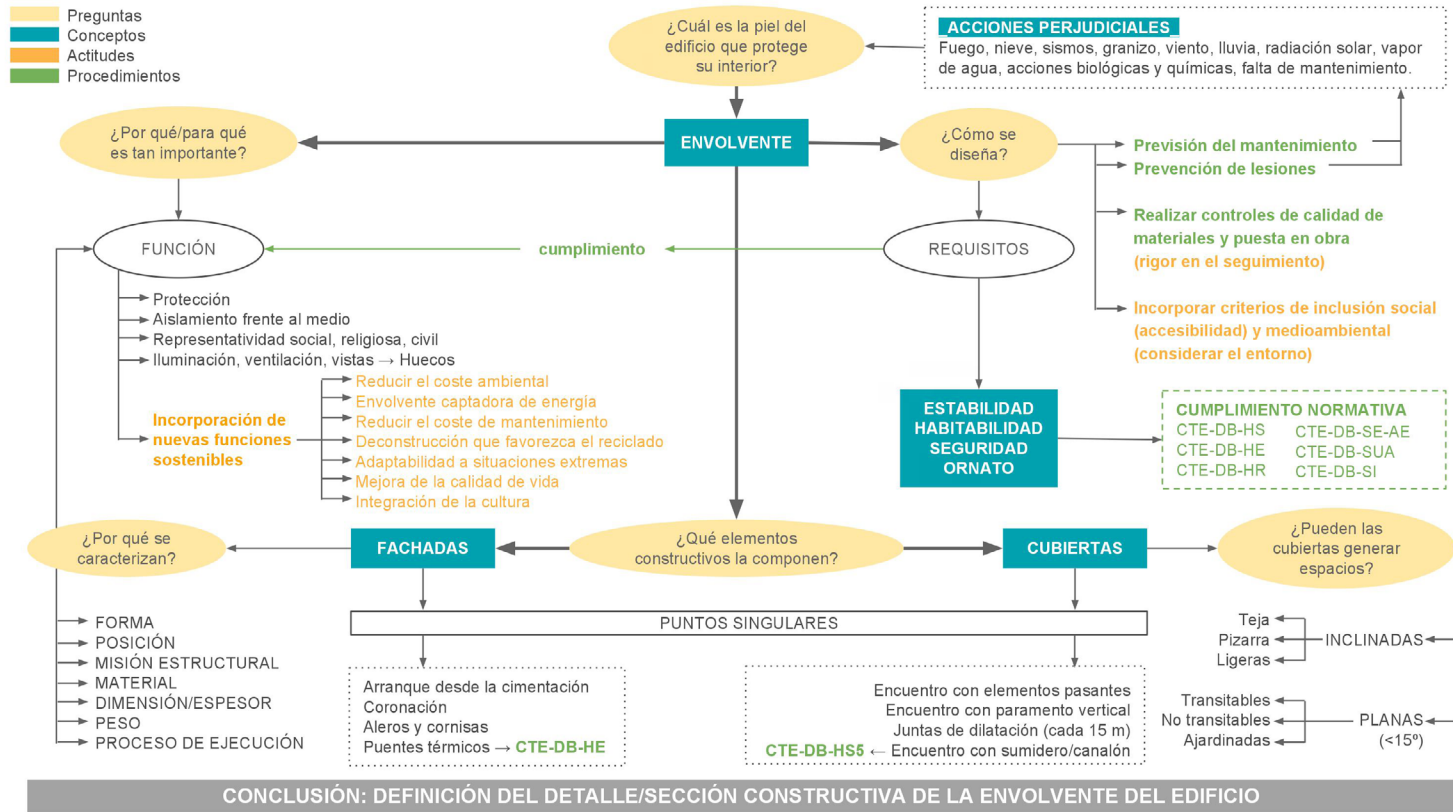 Preguntas
Conceptos
Actitudes
Procedimientos
¿Cuál es la piel del
edificio que protege
su interior?
ACCIONES PERJUDICIALES
Fuego, nieve, sismos, granizo, viento, lluvia, radiación solar, vapor
de agua, acciones biológicas y químicas, falta de mantenimiento.
¿Por qué/para qué
es tan importante?
ENVOLVENTE
¿Cómo se
diseña?
Previsión del mantenimiento
Prevención de lesiones
Realizar controles de calidad de
materiales y puesta en obra
(rigor en el seguimiento)
Incorporar criterios de inclusión social
(accesibilidad) y medioambiental
(considerar el entorno)
FUNCIÓN
cumplimiento
REQUISITOS
Protección
Aislamiento frente al medio
Representatividad social, religiosa, civil
Iluminación, ventilación, vistas → Huecos
Incorporación de
nuevas funciones
sostenibles
Reducir el coste ambiental
Envolvente captadora de energía
Reducir el coste de mantenimiento
Deconstrucción que favorezca el reciclado
Adaptabilidad a situaciones extremas
Mejora de la calidad de vida
Integración de la cultura
ESTABILIDAD
HABITABILIDAD
SEGURIDAD
ORNATO
CUMPLIMIENTO NORMATIVA
CTE-DB-HS CTE-DB-SE-AE
CTE-DB-HE CTE-DB-SUA
CTE-DB-HR CTE-DB-SI
¿Por qué se
caracterizan?
FACHADAS
¿Qué elementos
constructivos la componen?
CUBIERTAS
¿Pueden las
cubiertas generar
espacios?
PUNTOS SINGULARES
FORMA
POSICIÓN
MISIÓN ESTRUCTURAL
MATERIAL
DIMENSIÓN/ESPESOR
PESO
PROCESO DE EJECUCIÓN
Arranque desde la cimentación
Coronación
Aleros y cornisas
Puentes térmicos → CTE-DB-HE
Encuentro con elementos pasantes
Encuentro con paramento vertical
Juntas de dilatación (cada 15 m)
CTE-DB-HS5 ← Encuentro con sumidero/canalón
Teja
Pizarra
Ligeras
INCLINADAS
Transitables
No transitables
Ajardinadas
PLANAS
(<15º)
CONCLUSIÓN: DEFINICIÓN DEL DETALLE/SECCIÓN CONSTRUCTIVA DE LA ENVOLVENTE DEL EDIFICIO